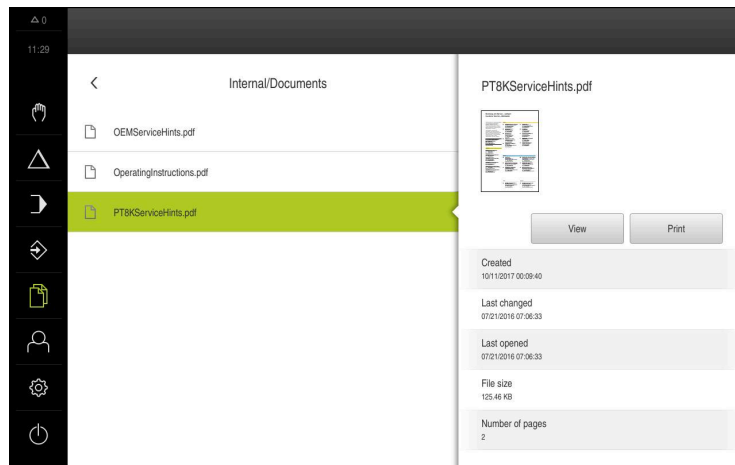 △ 0
11:29
Internal/Documents
OEMServiceHints.pdf
OperatingInstructions.pdf
PT8KServiceHints.pdf
PT8KServiceHints.pdf
View Print
Created
10/11/2017 00:09:40
Last changed
07/21/2016 07:06:33
Last opened
07/21/2016 07:06:33
File size
125.46 KB
Number of pages
2